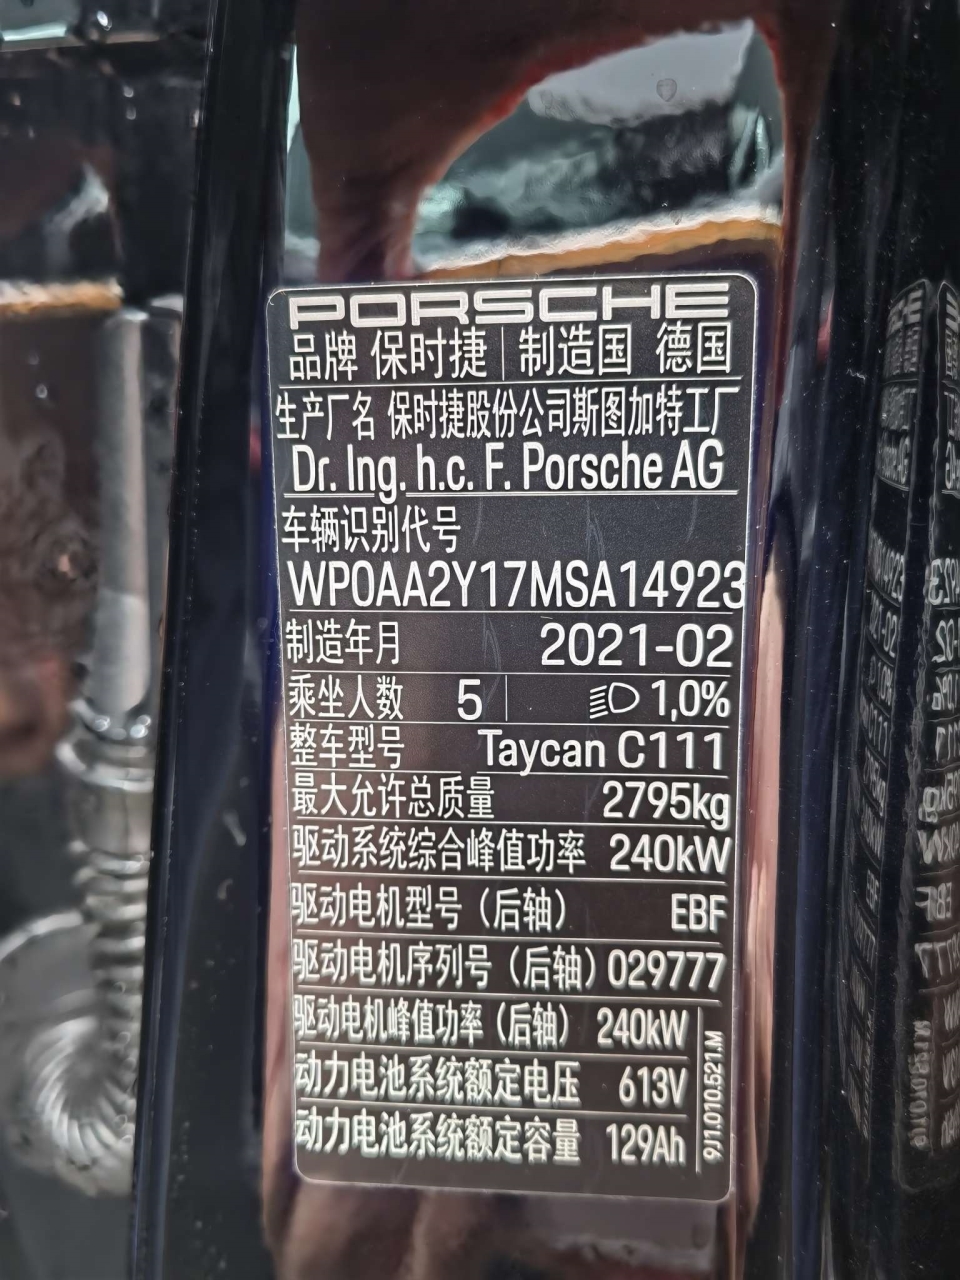 PORSCHE
品牌 保时捷 制造国 德国
生产厂名 保时捷股份公司斯图加特工厂
Dr. Ing. h.c. F. Porsche AG
车辆识别代号
WP0AA2Y17MSA14923
制造年月 2021-02
乘坐人数 5 1,0%
整车型号 Taycan C111
最大允许总质量 2795kg
驱动系统综合峰值功率 240kW
驱动电机型号（后轴） EBF
驱动电机序列号（后轴） 029777
驱动电机峰值功率（后轴） 240kW
动力电池系统额定电压 613V
动力电池系统额定容量 129Ah
9J1.010.521.M